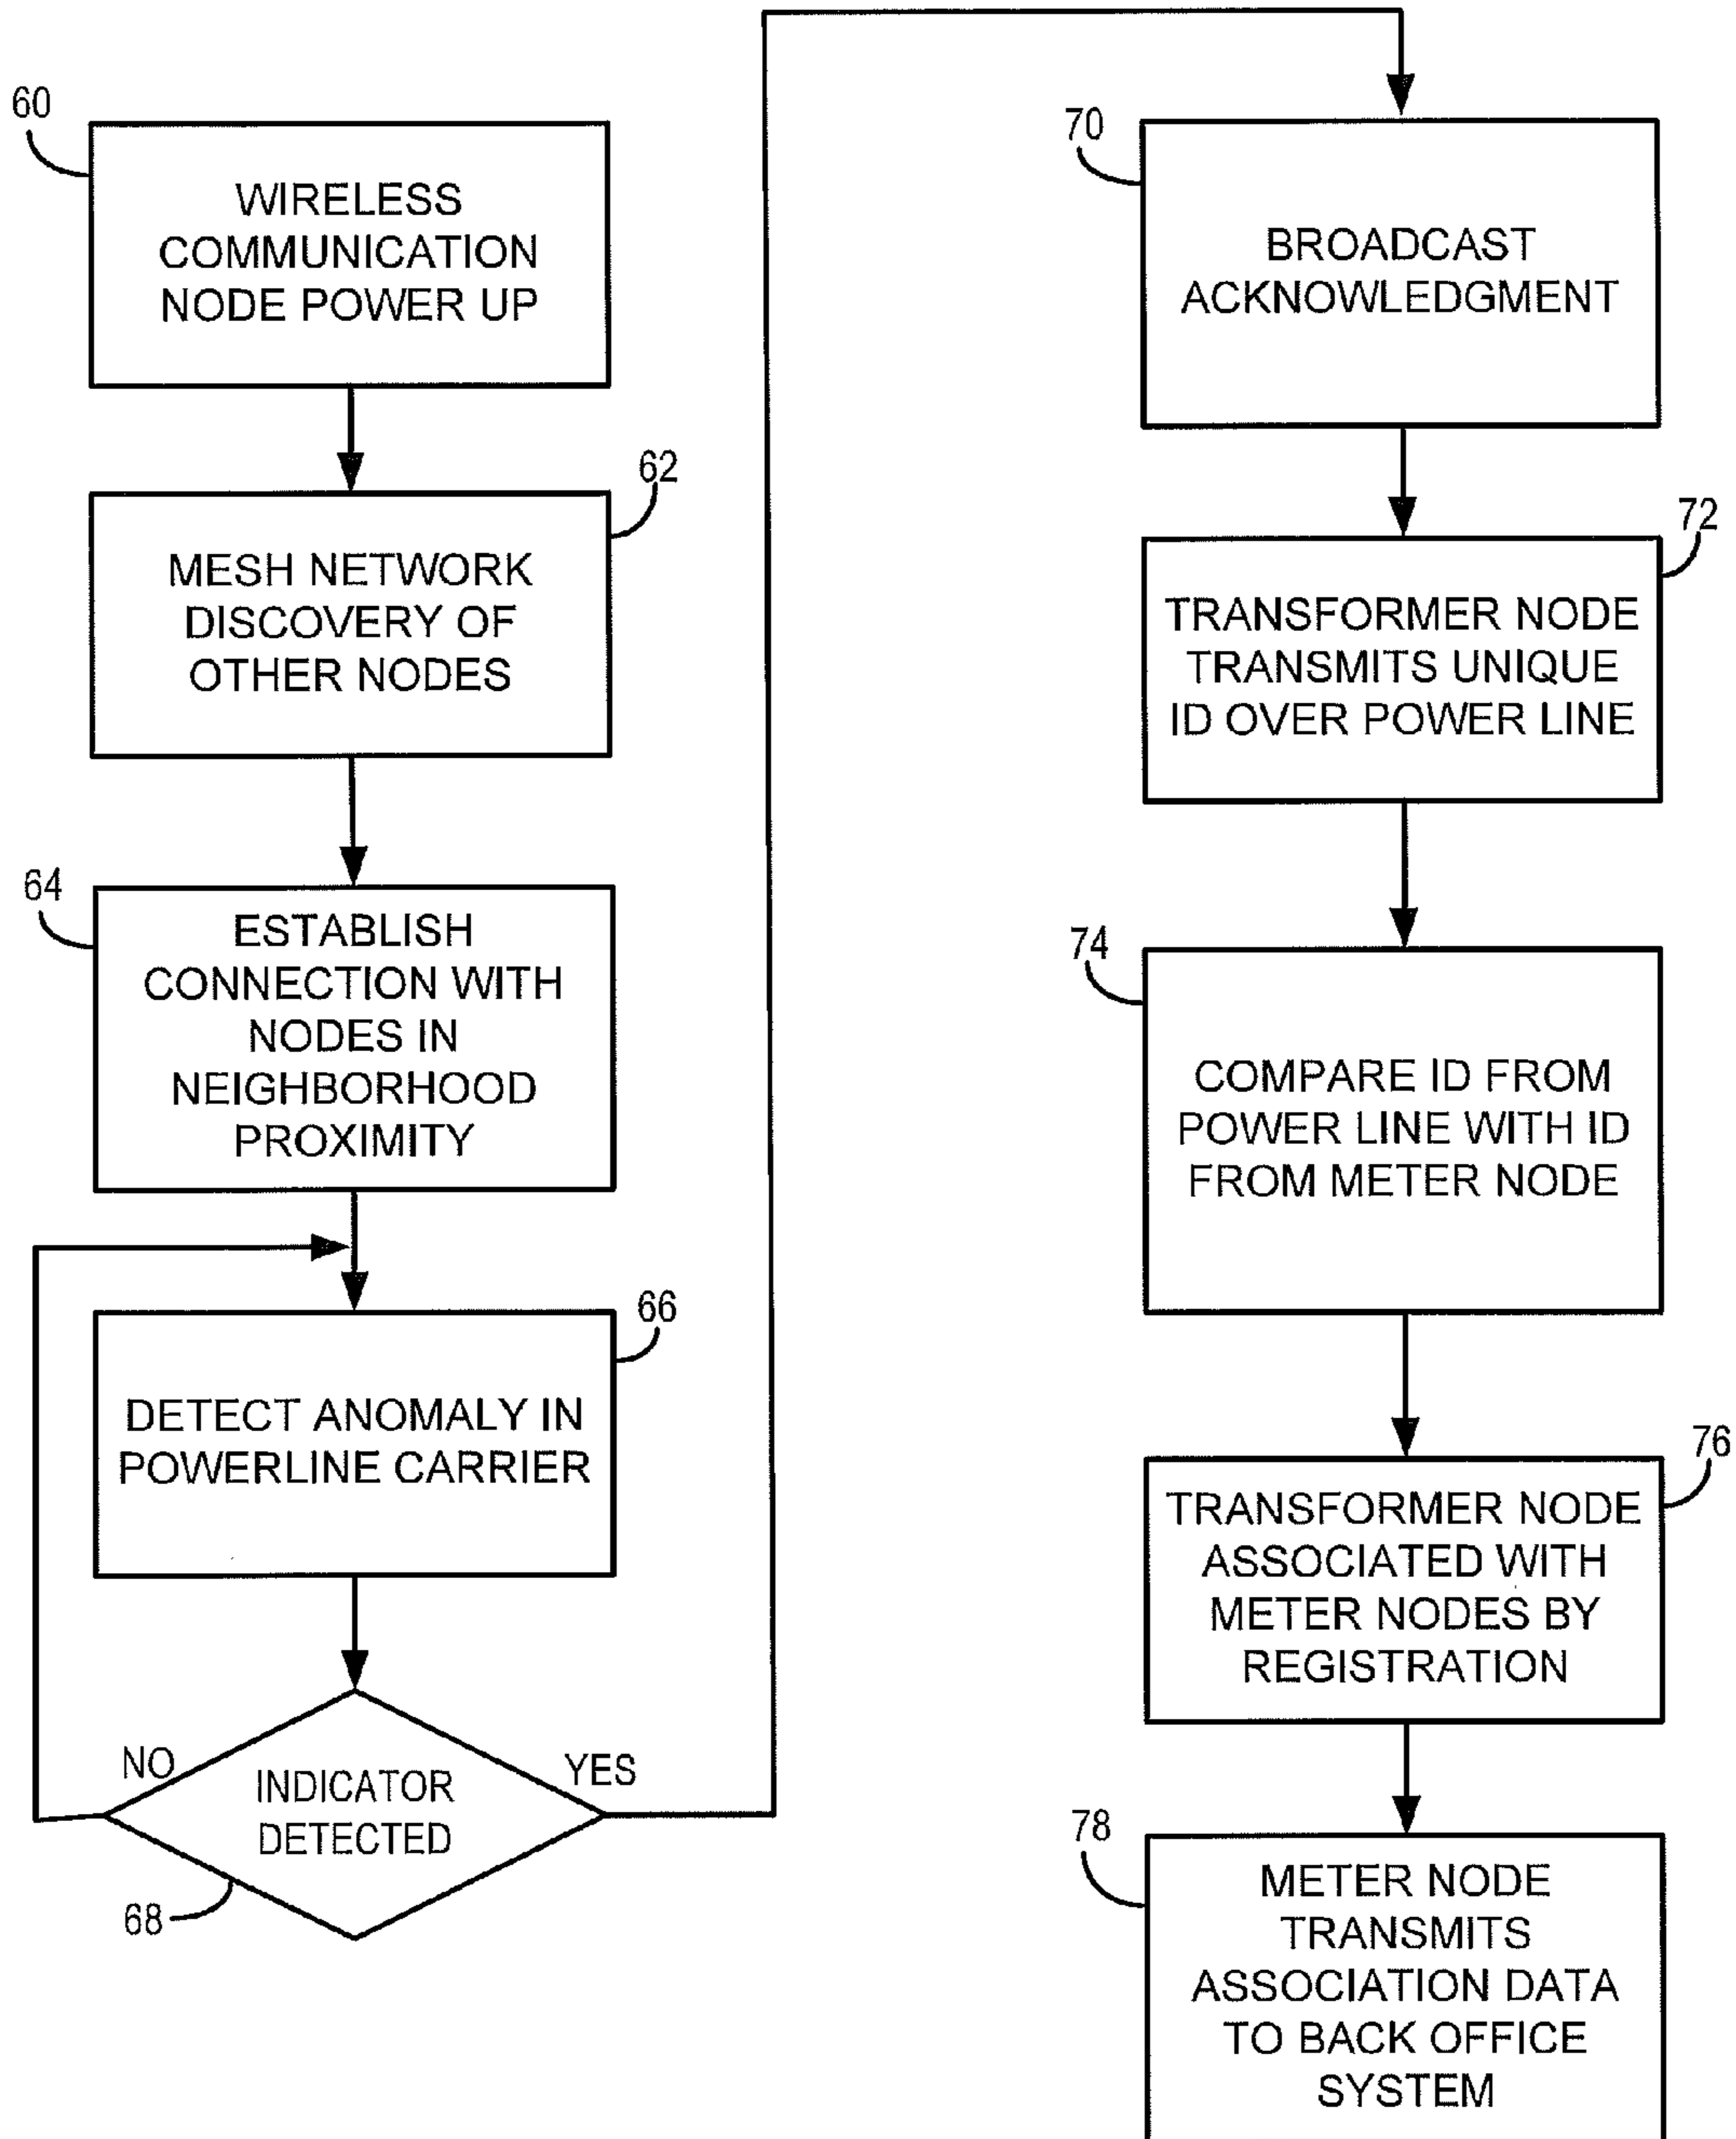 60
WIRELESS
COMMUNICATION
NODE POWER UP
62
MESH NETWORK
DISCOVERY OF
OTHER NODES
64
ESTABLISH
CONNECTION WITH
NODES IN
NEIGHBORHOOD
PROXIMITY
66
DETECT ANOMALY IN
POWERLINE CARRIER
NO
INDICATOR
DETECTED
YES
68
70
BROADCAST
ACKNOWLEDGMENT
72
TRANSFORMER NODE
TRANSMITS UNIQUE
ID OVER POWER LINE
74
COMPARE ID FROM
POWER LINE WITH ID
FROM METER NODE
76
TRANSFORMER NODE
ASSOCIATED WITH
METER NODES BY
REGISTRATION
78
METER NODE
TRANSMITS
ASSOCIATION DATA
TO BACK OFFICE
SYSTEM